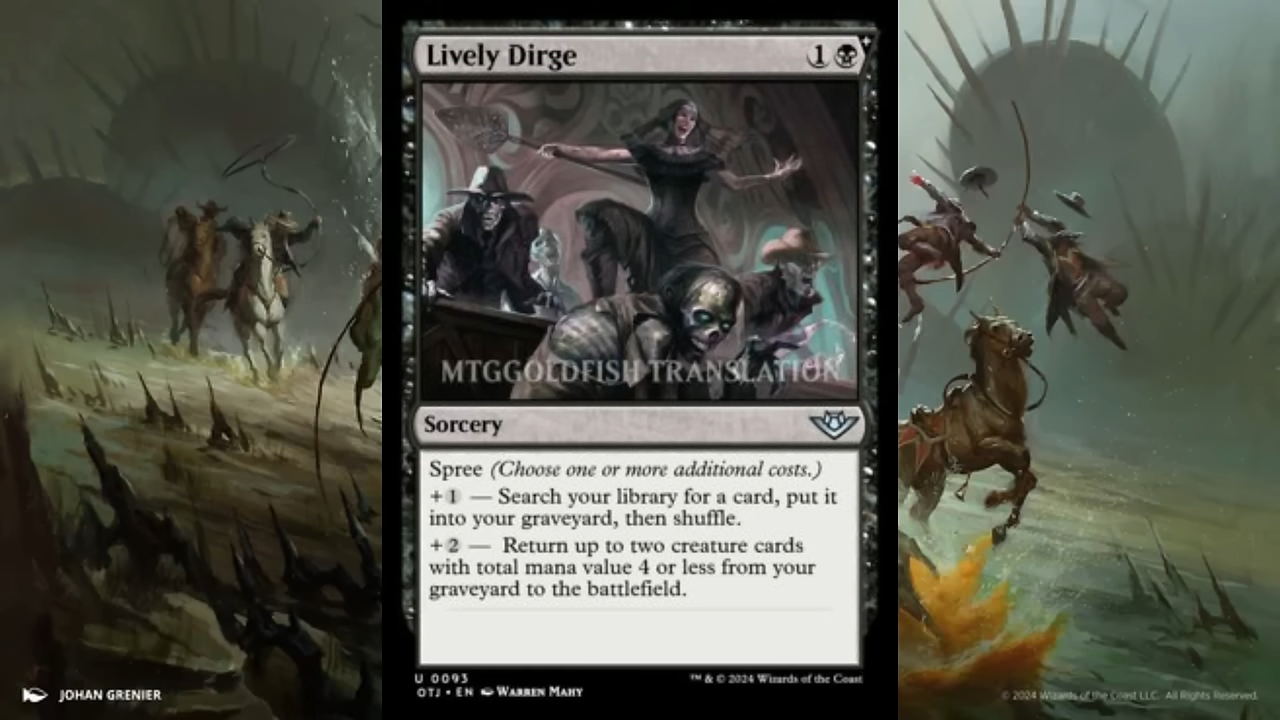 Lively Dirge 1
MTGGOLDFISH TRANSLATION
Sorcery
Spree (Choose one or more additional costs.)
+1 — Search your library for a card, put it
into your graveyard, then shuffle.
+2 — Return up to two creature cards
with total mana value 4 or less from your
graveyard to the battlefield.
U 0093
OTJ • EN WARREN MAHY
™ & © 2024 Wizards of the Coast
JOHAN GRENIER
© 2024 Wizards of the Coast LLC. All Rights Reserved.